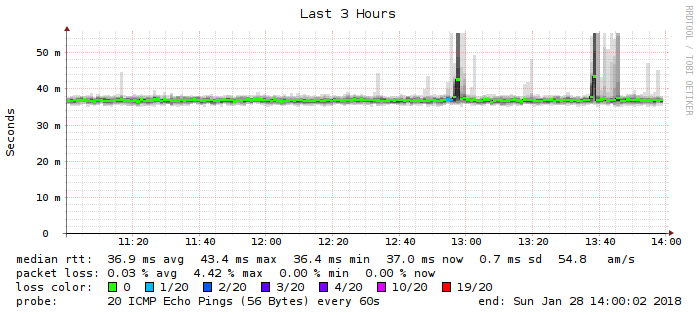 Last 3 Hours
RRDTOOL / TOBI OETIKER
Seconds
50 m
40 m
30 m
20 m
10 m
0
11:20 11:40 12:00 12:20 12:40 13:00 13:20 13:40 14:00
median rtt: 36.9 ms avg 43.4 ms max 36.4 ms min 37.0 ms now 0.7 ms sd 54.8 am/s
packet loss: 0.03 % avg 4.42 % max 0.00 % min 0.00 % now
loss color: 0 1/20 2/20 3/20 4/20 10/20 19/20
probe: 20 ICMP Echo Pings (56 Bytes) every 60s end: Sun Jan 28 14:00:02 2018